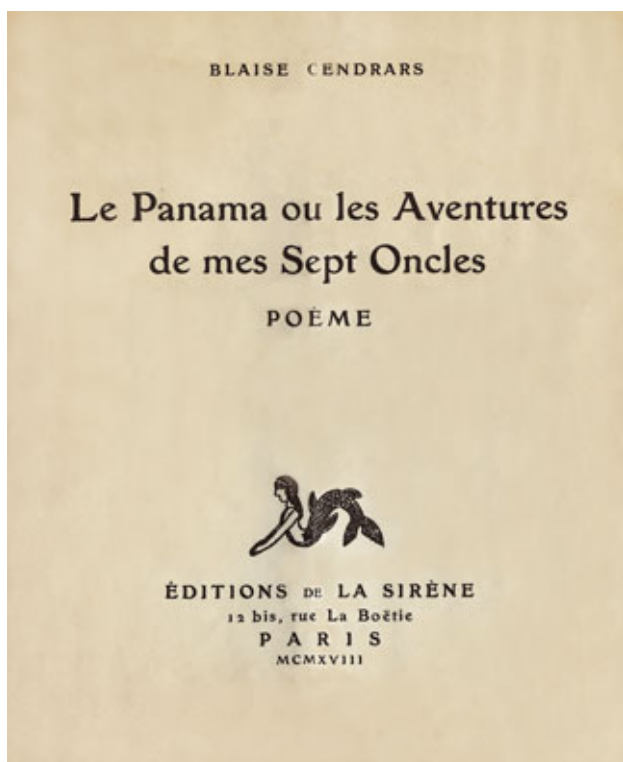 BLAISE CENDRARS
Le Panama ou les Aventures
de mes Sept Oncles
POÈME
ÉDITIONS DE LA SIRÈNE
12 bis, rue La Boëtie
PARIS
MCMXVIII